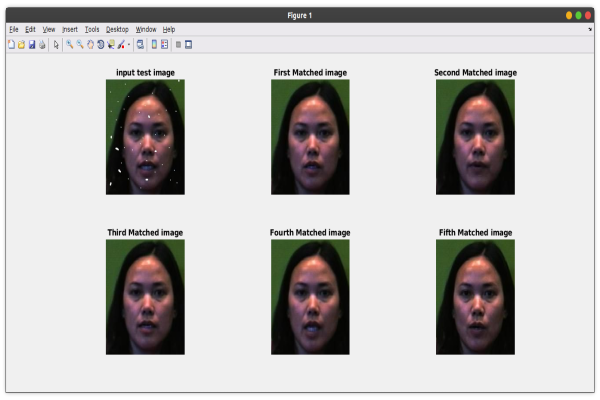 Figure 1
File Edit View Insert Tools Desktop Window Help
input test image First Matched image Second Matched image
Third Matched image Fourth Matched image Fifth Matched image